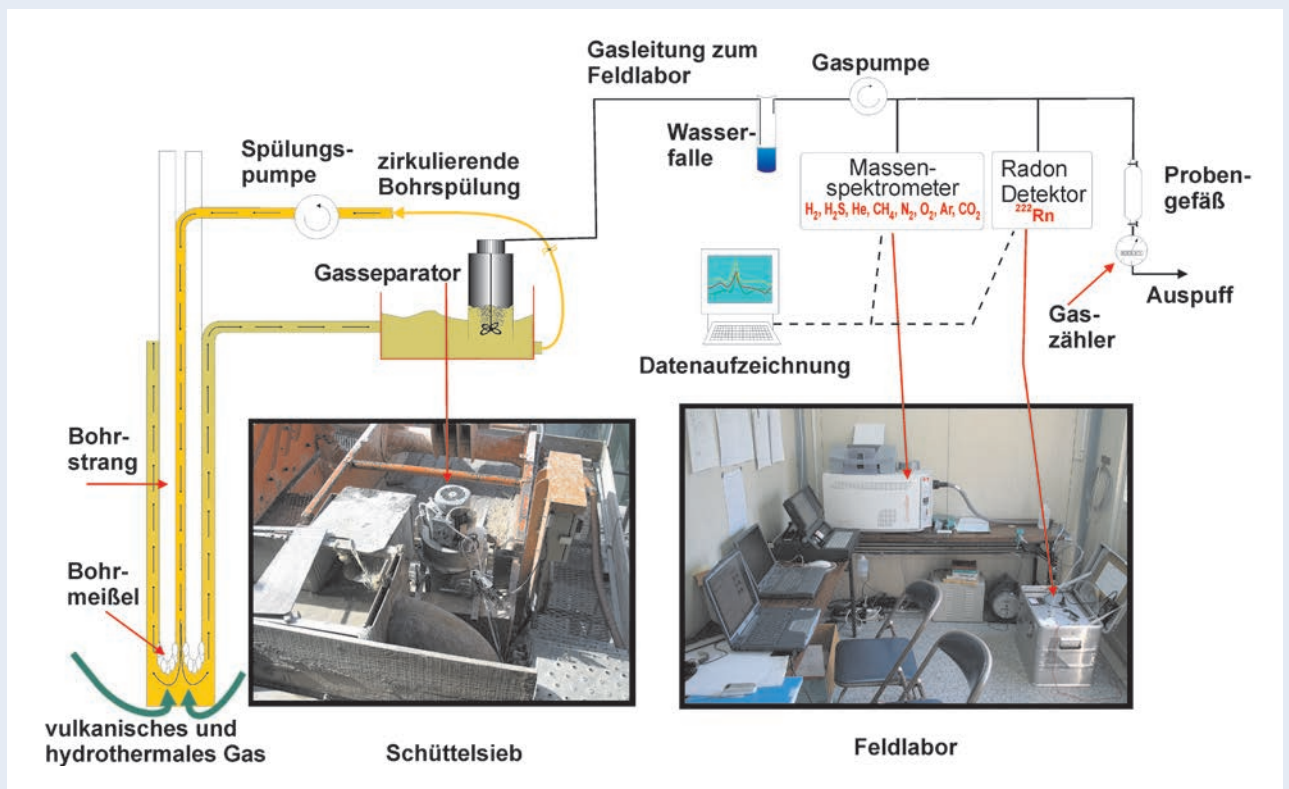 Gasleitung zum
Feldlabor
Gaspumpe
Wasser-
falle
Spülungs-
pumpe
zirkulierende
Bohrspülung
Massen-
spektrometer
H₂, H₂S, He, CH₄, N₂, O₂, Ar, CO₂
Radon
Detektor
²²²Rn
Proben-
gefäß
Gasseparator
Auspuff
Gas-
zähler
Datenaufzeichnung
Bohr-
strang
Bohr-
meißel
vulkanisches und
hydrothermales Gas
Schüttelsieb
Feldlabor